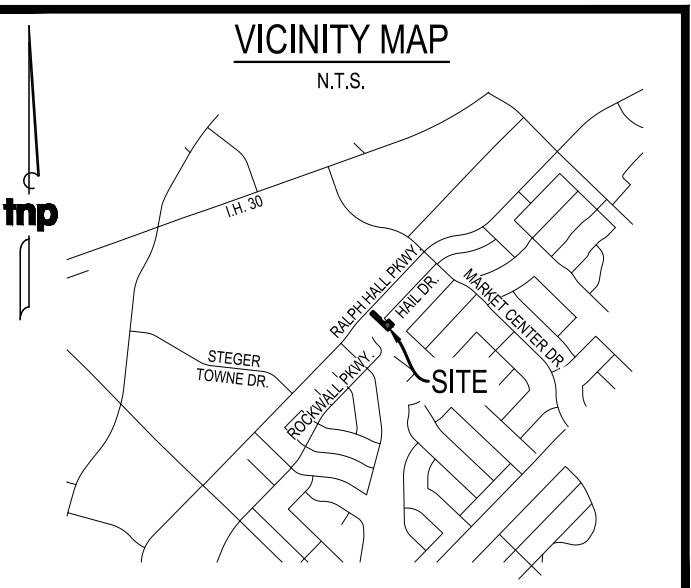 VICINITY MAP
N.T.S.
tnp
I.H. 30
RALPH HALL PKWY.
HAIL DR.
MARKET CENTER DR.
STEGER
TOWNE DR.
ROCKWALL PKWY.
SITE